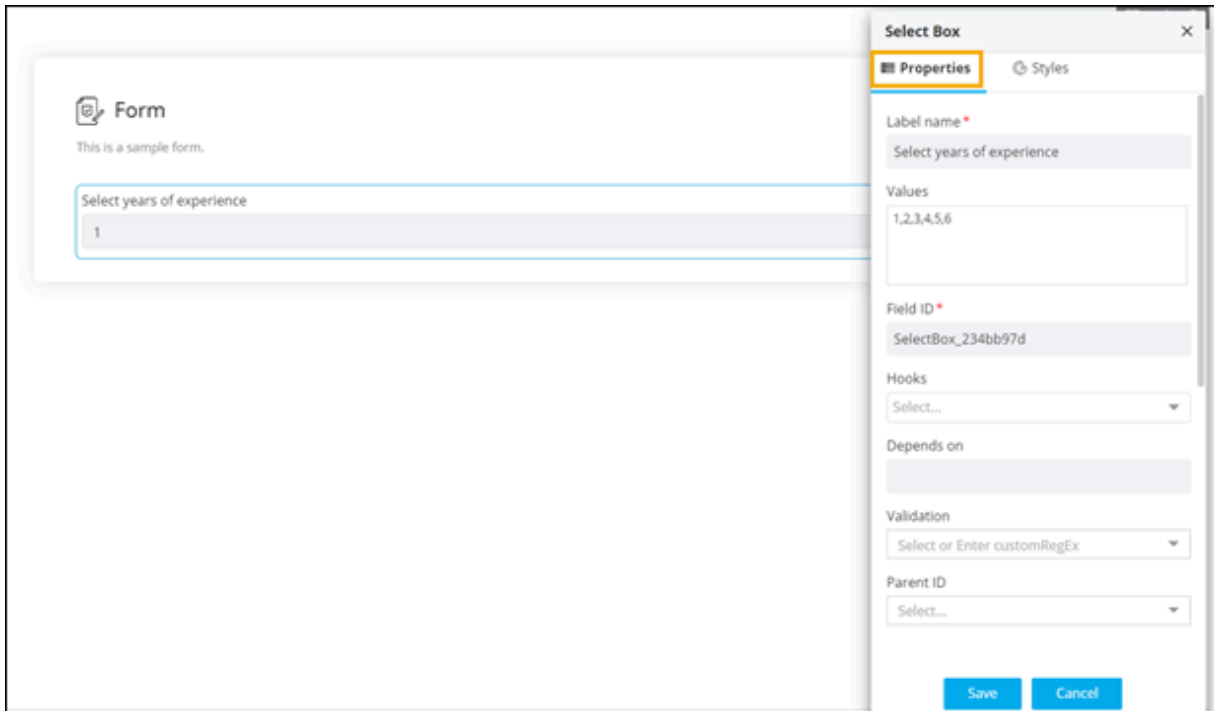 Form
This is a sample form.
Select years of experience
1
Select Box
Properties
Styles
Label name*
Select years of experience
Values
1,2,3,4,5,6
Field ID*
SelectBox_234bb97d
Hooks
Select...
Depends on
Validation
Select or Enter customRegEx
Parent ID
Select...
Save
Cancel